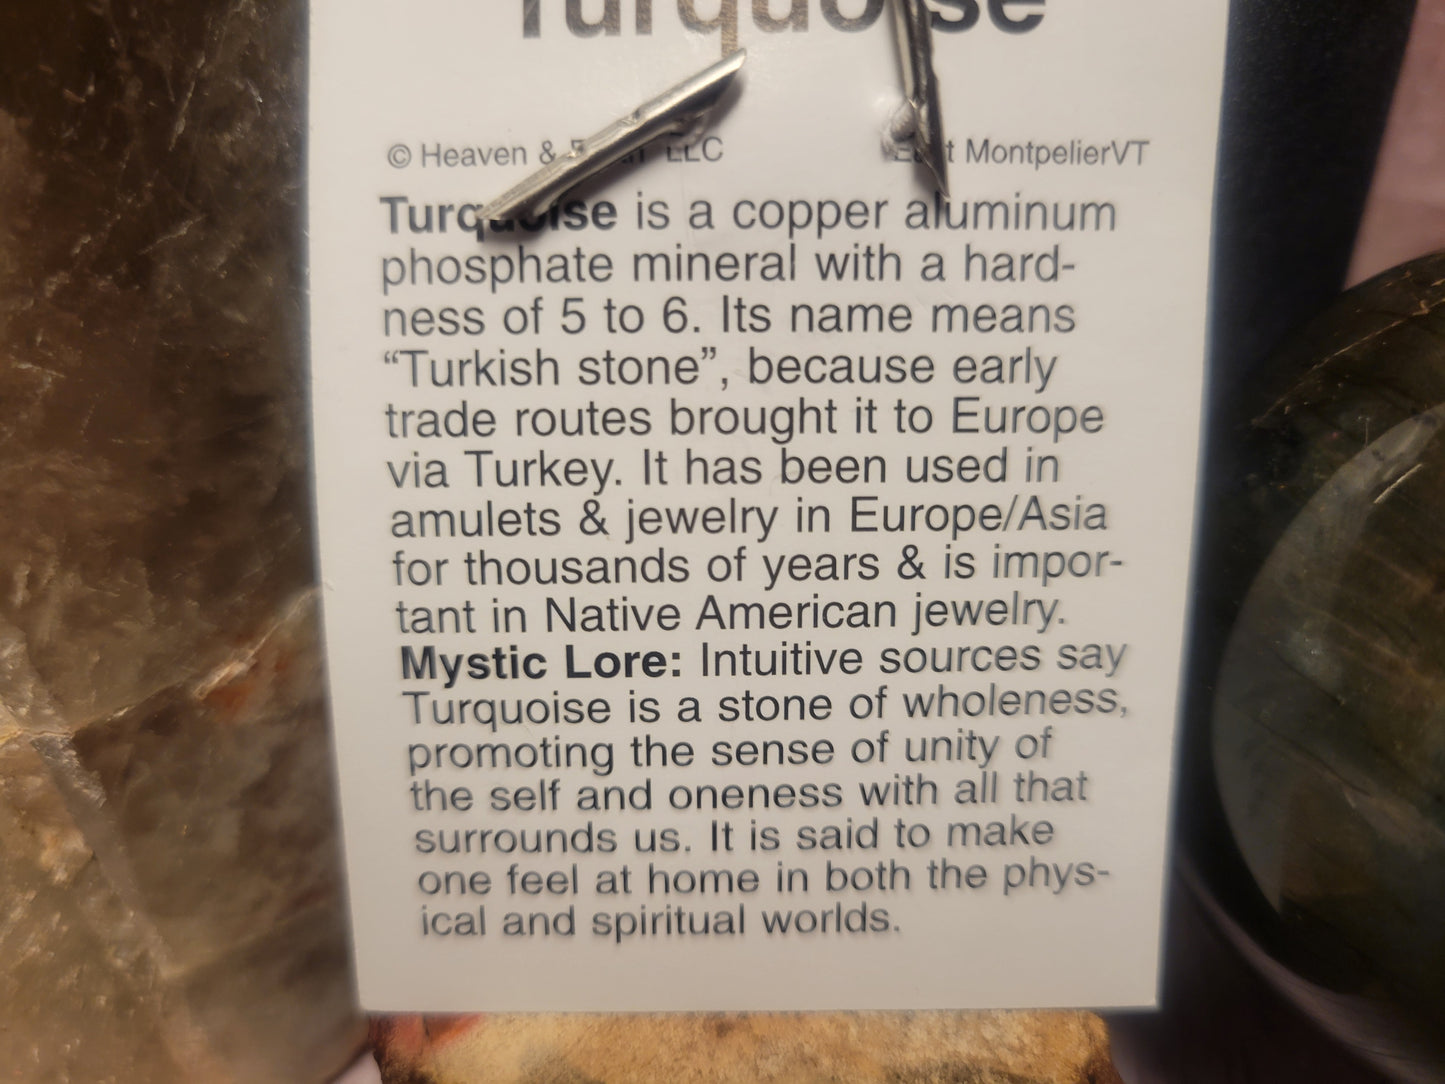 Turquoise
© Heaven & Earth LLC East MontpelierVT
Turquoise is a copper aluminum
phosphate mineral with a hard-
ness of 5 to 6. Its name means
“Turkish stone”, because early
trade routes brought it to Europe
via Turkey. It has been used in
amulets & jewelry in Europe/Asia
for thousands of years & is impor-
tant in Native American jewelry.
Mystic Lore: Intuitive sources say
Turquoise is a stone of wholeness,
promoting the sense of unity of
the self and oneness with all that
surrounds us. It is said to make
one feel at home in both the phys-
ical and spiritual worlds.